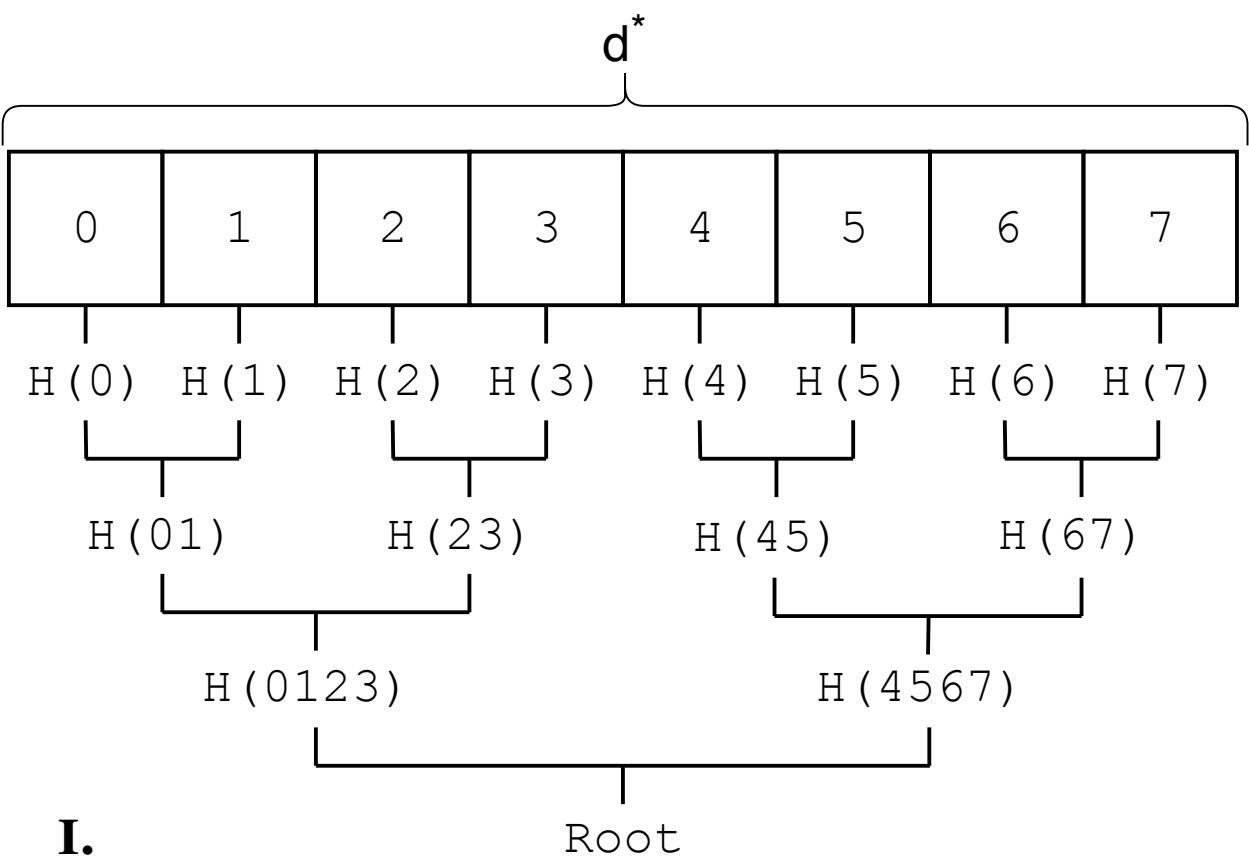 d*
0 1 2 3 4 5 6 7
H(0) H(1) H(2) H(3) H(4) H(5) H(6) H(7)
H(01) H(23) H(45) H(67)
H(0123) H(4567)
I. Root